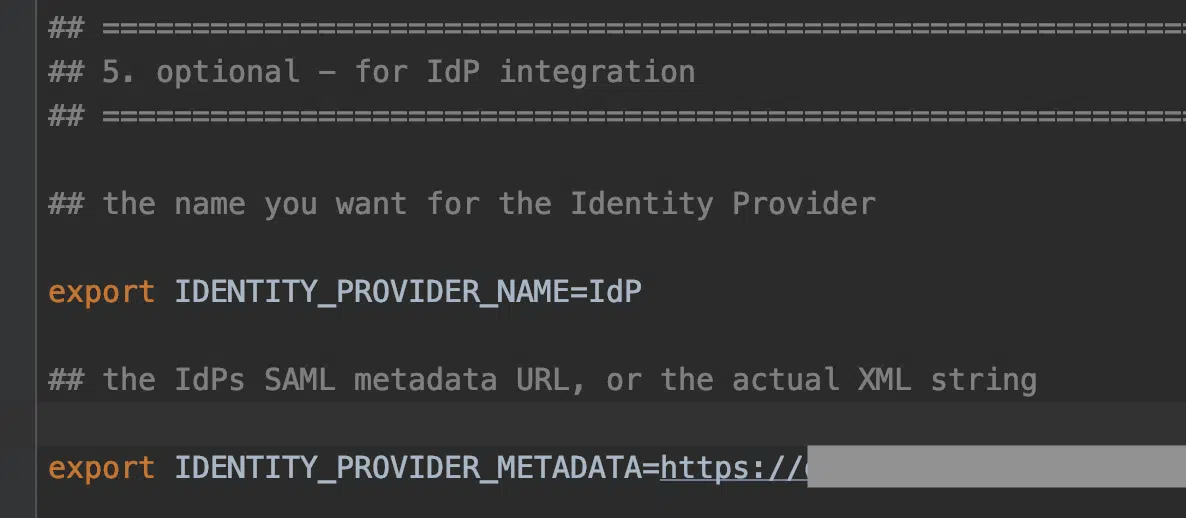 ## ============================================================
## 5. optional – for IdP integration
## ============================================================
## the name you want for the Identity Provider
export IDENTITY_PROVIDER_NAME=IdP
## the IdPs SAML metadata URL, or the actual XML string
export IDENTITY_PROVIDER_METADATA=https://